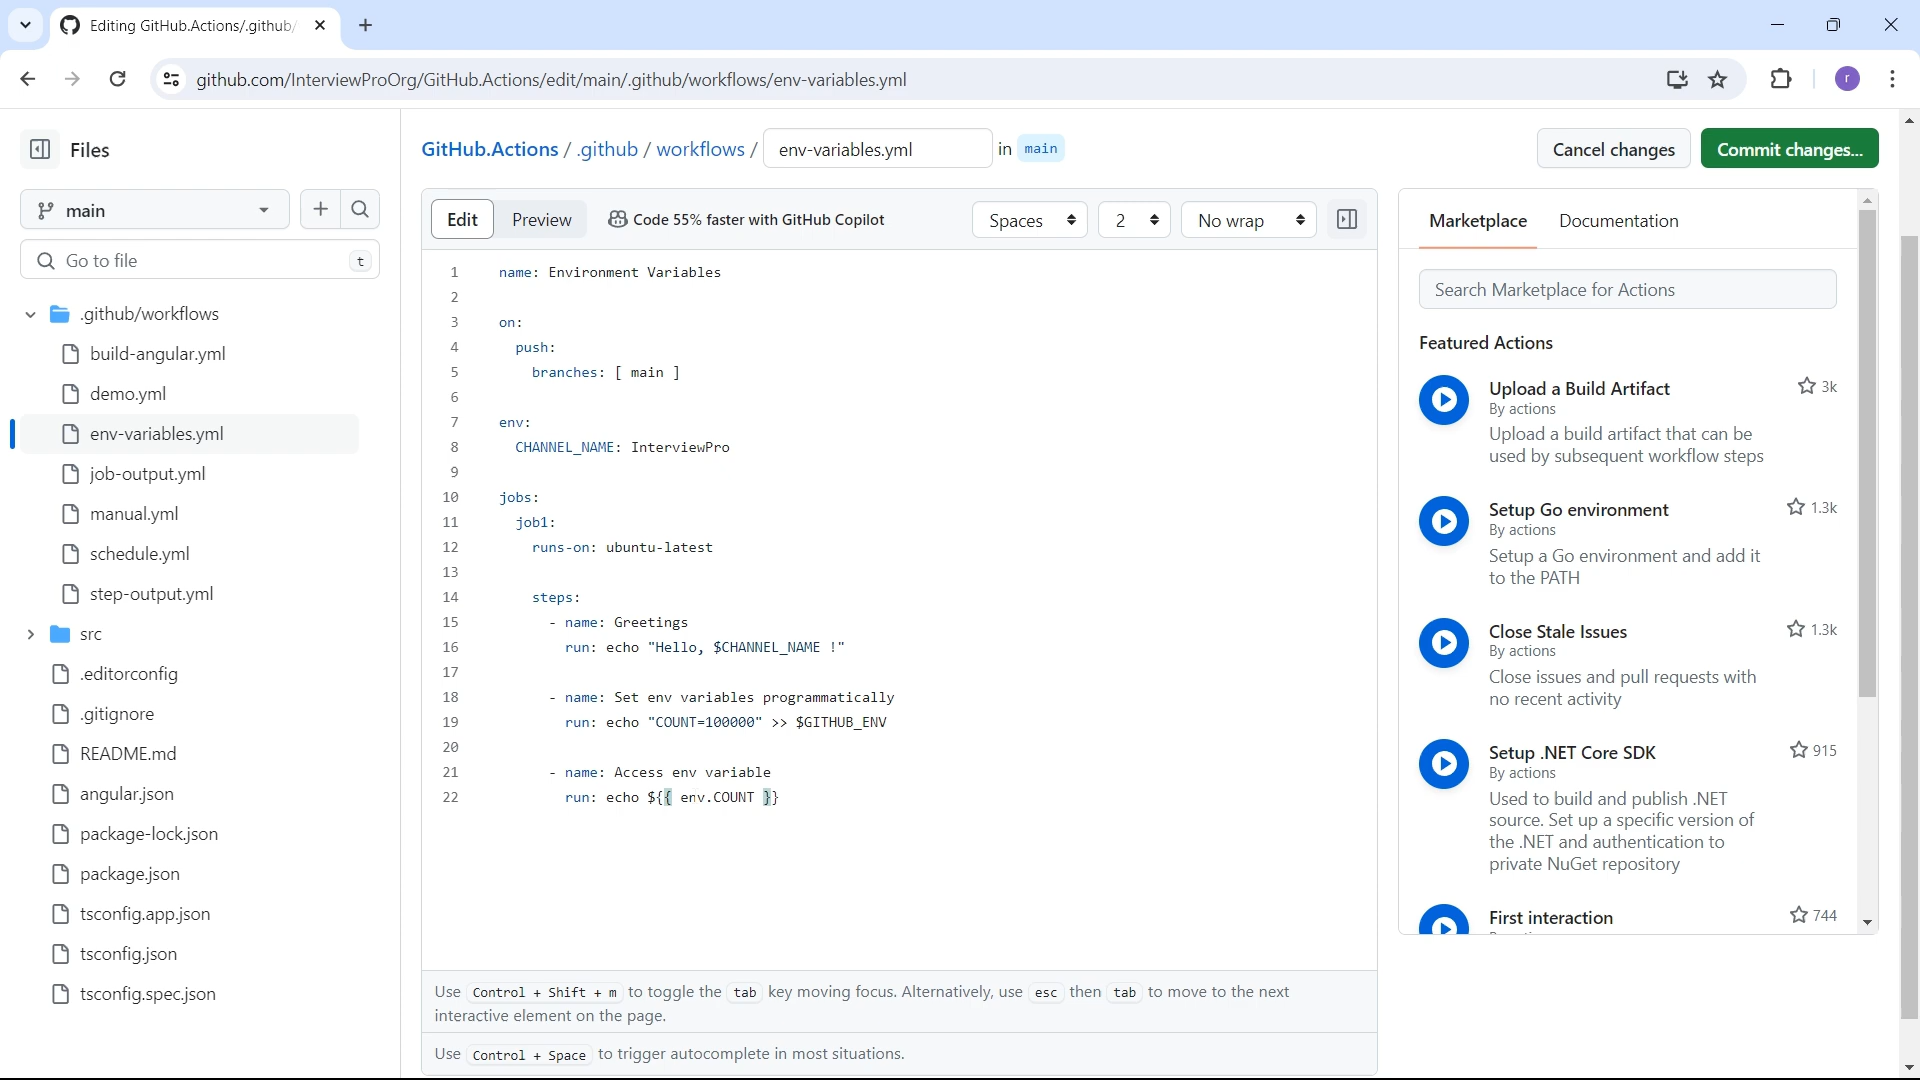 Editing GitHub.Actions/.github/
github.com/InterviewProOrg/GitHub.Actions/edit/main/.github/workflows/env-variables.yml
r
Files
main
Go to file
t
.github/workflows
build-angular.yml
demo.yml
env-variables.yml
job-output.yml
manual.yml
schedule.yml
step-output.yml
src
.editorconfig
.gitignore
README.md
angular.json
package-lock.json
package.json
tsconfig.app.json
tsconfig.json
tsconfig.spec.json
GitHub.Actions / .github / workflows / env-variables.yml in main
Cancel changes
Commit changes...
Edit
Preview
Code 55% faster with GitHub Copilot
Spaces
2
No wrap
1 name: Environment Variables
2
3 on:
4   push:
5     branches: [ main ]
6
7 env:
8   CHANNEL_NAME: InterviewPro
9
10 jobs:
11   job1:
12     runs-on: ubuntu-latest
13
14     steps:
15       - name: Greetings
16         run: echo "Hello, $CHANNEL_NAME !"
17
18       - name: Set env variables programmatically
19         run: echo "COUNT=100000" >> $GITHUB_ENV
20
21       - name: Access env variable
22         run: echo ${{ env.COUNT }}
Use Control + Shift + m to toggle the tab key moving focus. Alternatively, use esc then tab to move to the next
interactive element on the page.
Use Control + Space to trigger autocomplete in most situations.
Marketplace
Documentation
Search Marketplace for Actions
Featured Actions
Upload a Build Artifact
3k
By actions
Upload a build artifact that can be
used by subsequent workflow steps
Setup Go environment
1.3k
By actions
Setup a Go environment and add it
to the PATH
Close Stale Issues
1.3k
By actions
Close issues and pull requests with
no recent activity
Setup .NET Core SDK
915
By actions
Used to build and publish .NET
source. Set up a specific version of
the .NET and authentication to
private NuGet repository
First interaction
744